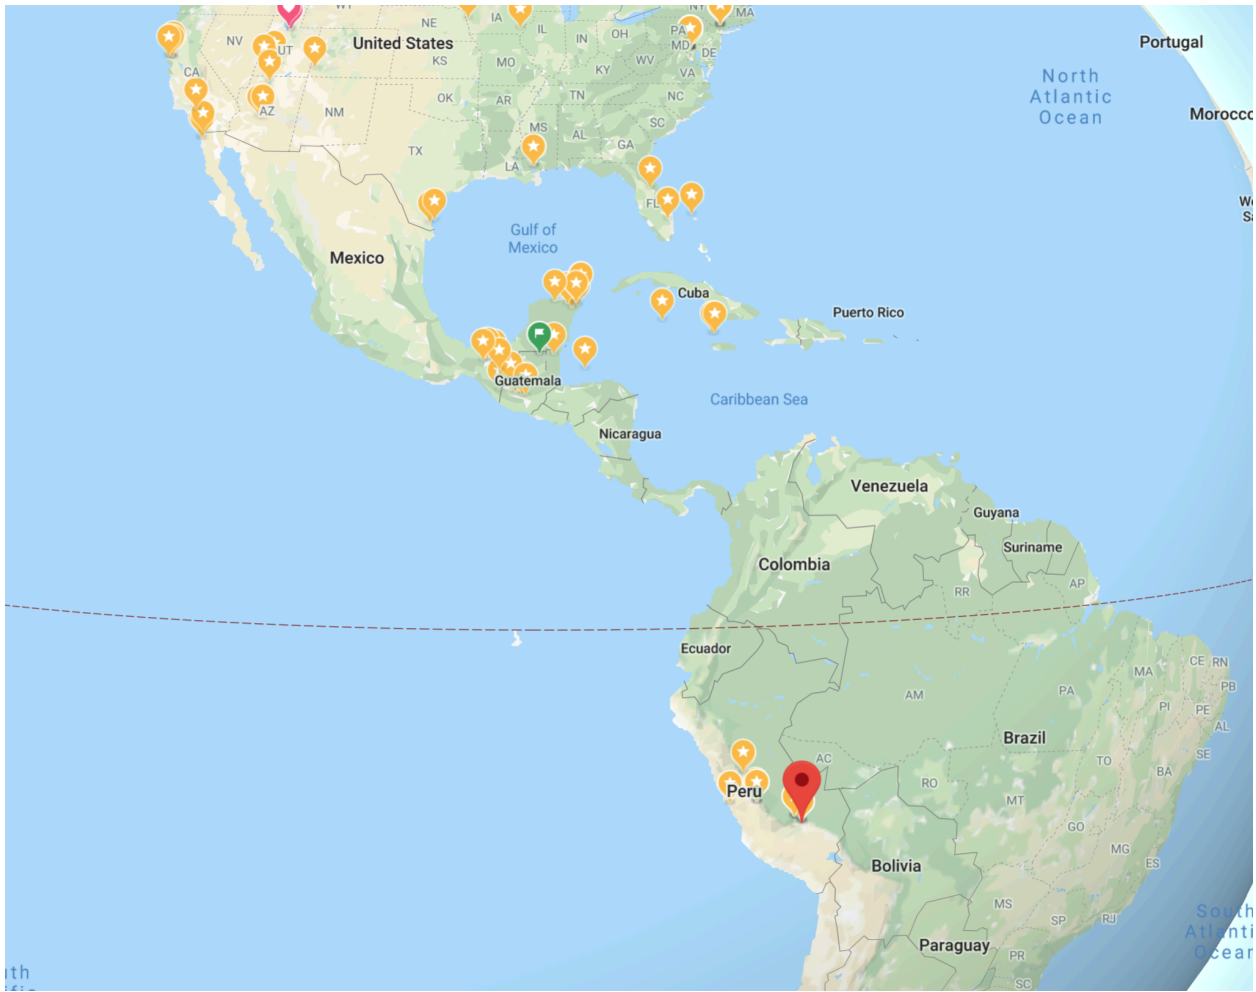 WY
NY
MA
NE
IA
IL
IN
OH
PA
MD
DE
NV
UT
United States
KS
MO
WV
VA
KY
CA
OK
AR
TN
NC
AZ
NM
MS
AL
SC
GA
TX
LA
FL
Portugal
North
Atlantic
Ocean
Morocco
Gulf of
Mexico
Mexico
Cuba
Puerto Rico
Guatemala
Caribbean Sea
Nicaragua
Venezuela
Guyana
Suriname
Colombia
RR
AP
Ecuador
AM
PA
MA
CE
RN
PB
PI
PE
AL
SE
Brazil
AC
TO
BA
RO
Peru
MT
GO
MG
Bolivia
ES
MS
SP
RJ
Paraguay
PR
SC
South
Atlanti
Ocean